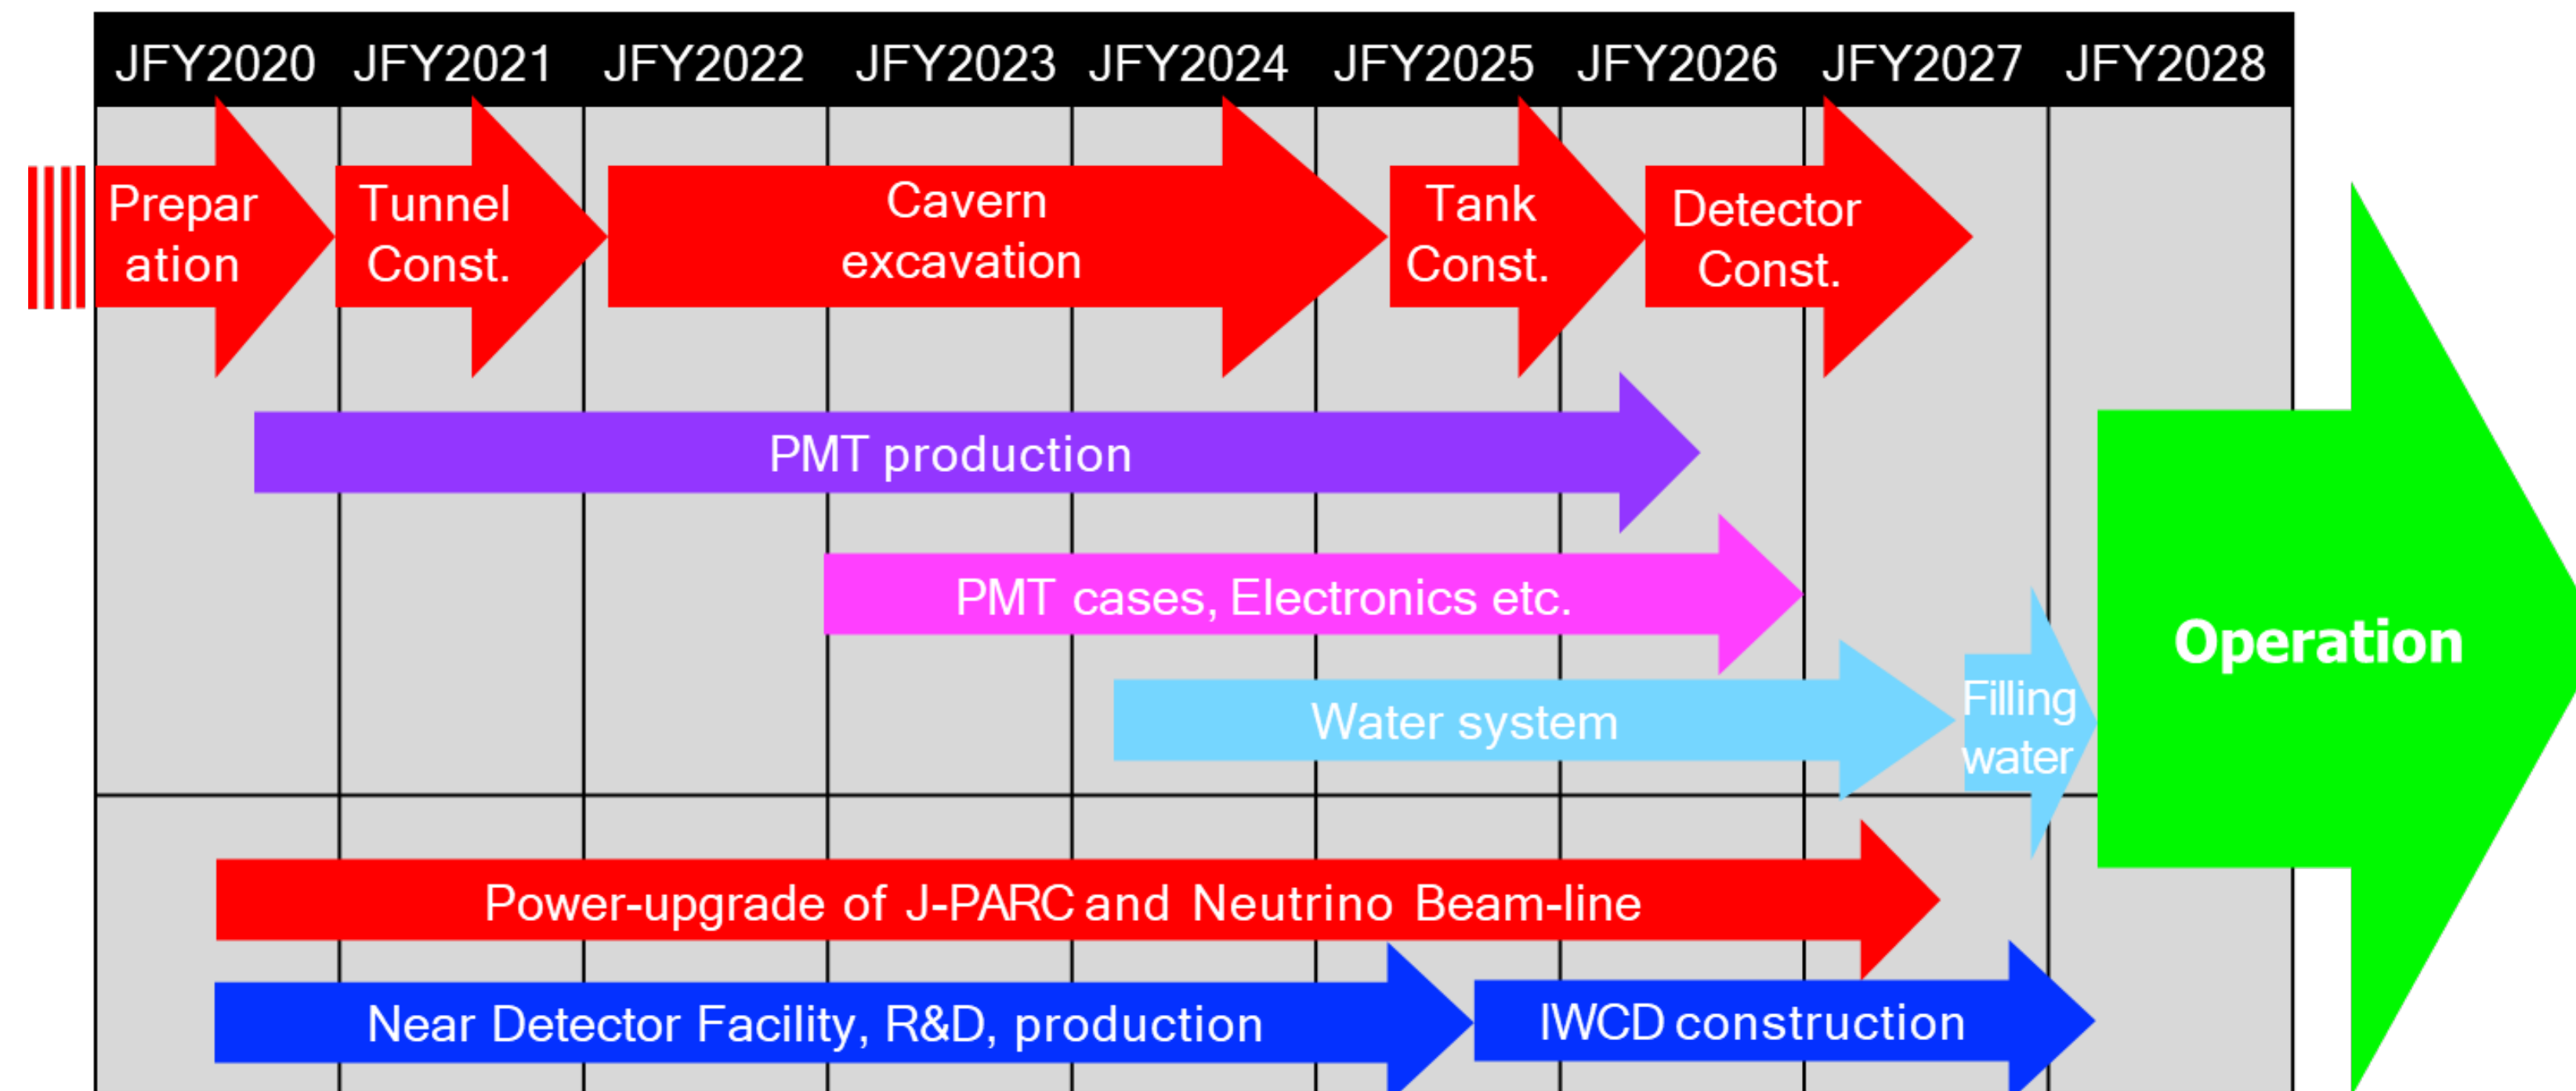 JFY2020 JFY2021 JFY2022 JFY2023 JFY2024 JFY2025 JFY2026 JFY2027 JFY2028
Prepar
ation
Tunnel
Const.
Cavern
excavation
Tank
Const.
Detector
Const.
PMT production
PMT cases, Electronics etc.
Water system
Filling
water
Operation
Power-upgrade of J-PARC and Neutrino Beam-line
Near Detector Facility, R&D, production
IWCD construction